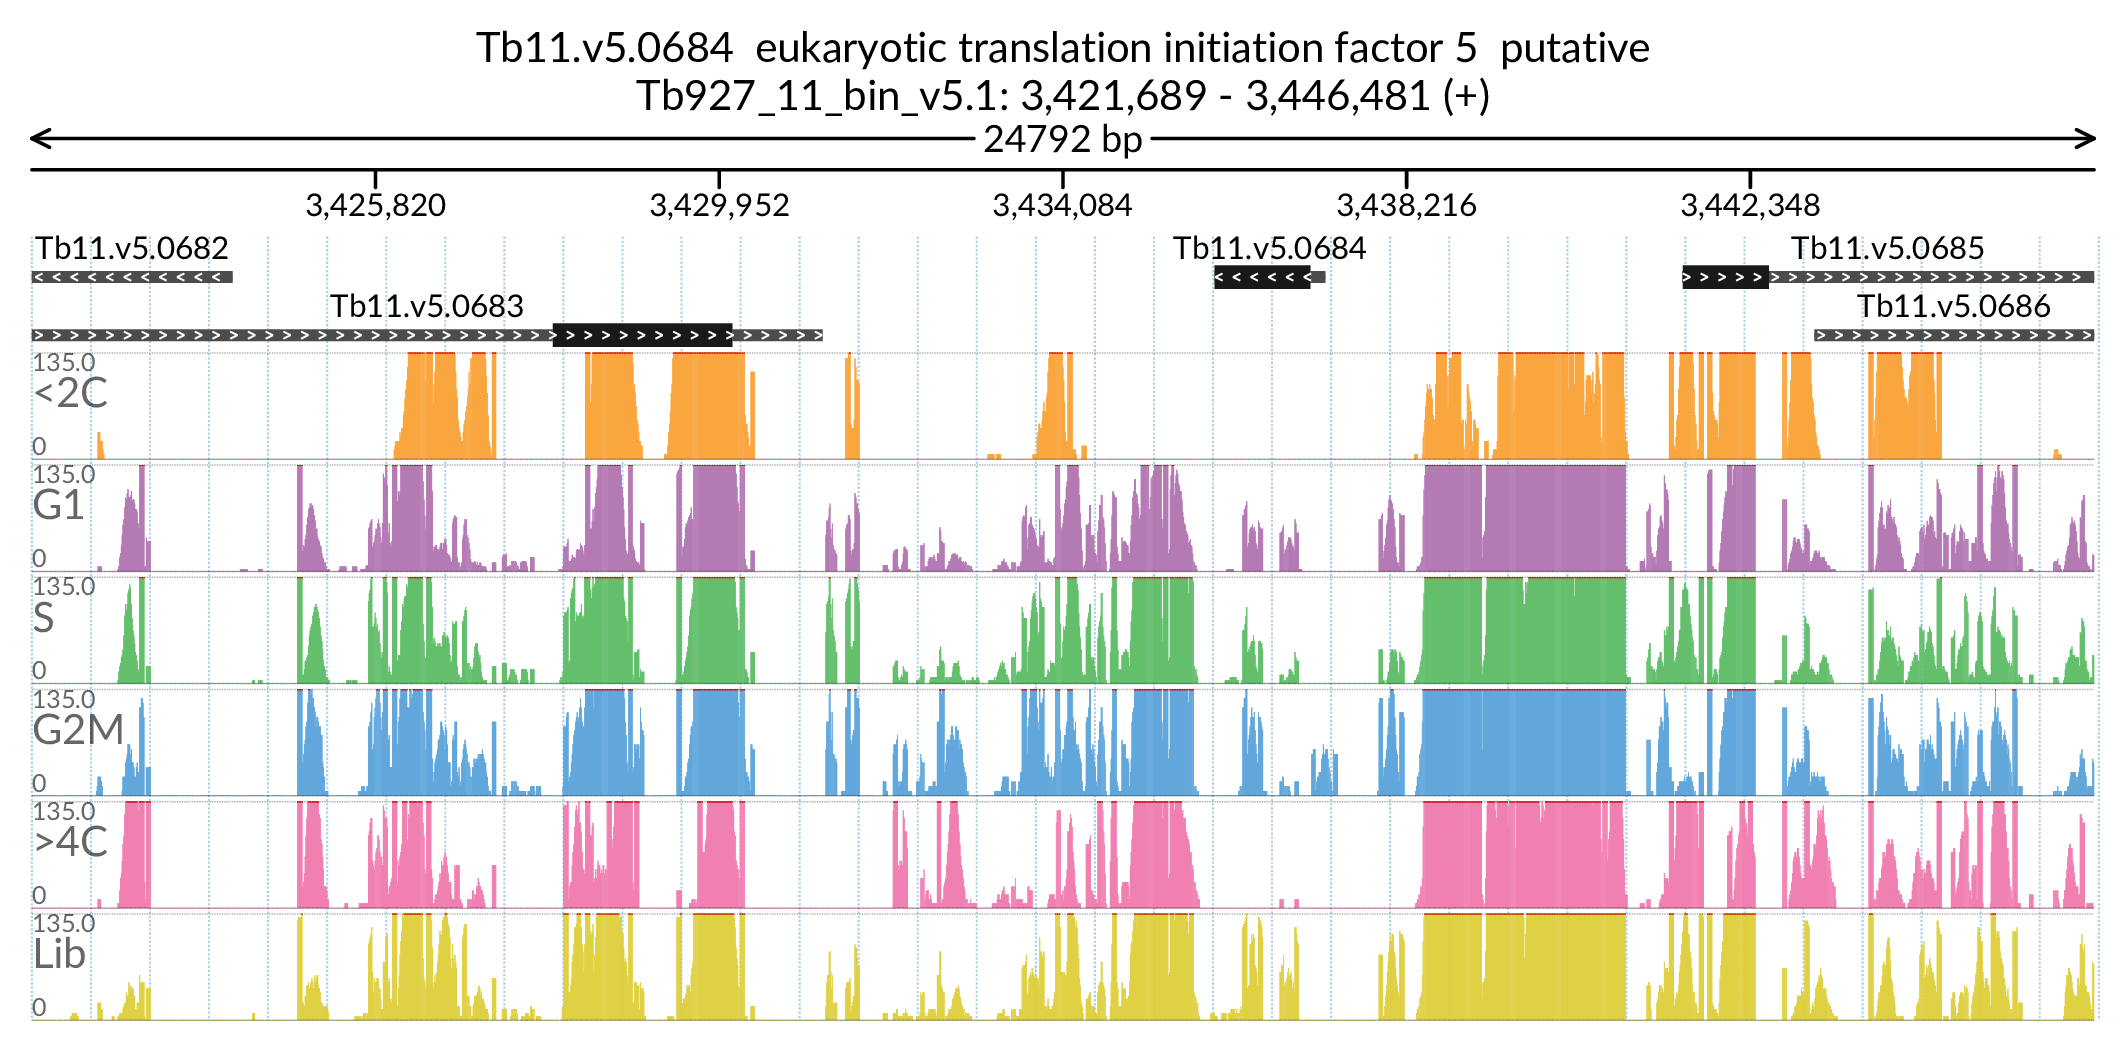 Tb11.v5.0684  eukaryotic translation initiation factor 5  putative
Tb927_11_bin_v5.1: 3,421,689 - 3,446,481 (+)
24792 bp
3,425,820 3,429,952 3,434,084 3,438,216 3,442,348
Tb11.v5.0682 Tb11.v5.0684 Tb11.v5.0685
Tb11.v5.0683 Tb11.v5.0686
135.0
<2C
0
135.0
G1
0
135.0
S
0
135.0
G2M
0
135.0
>4C
0
135.0
Lib
0